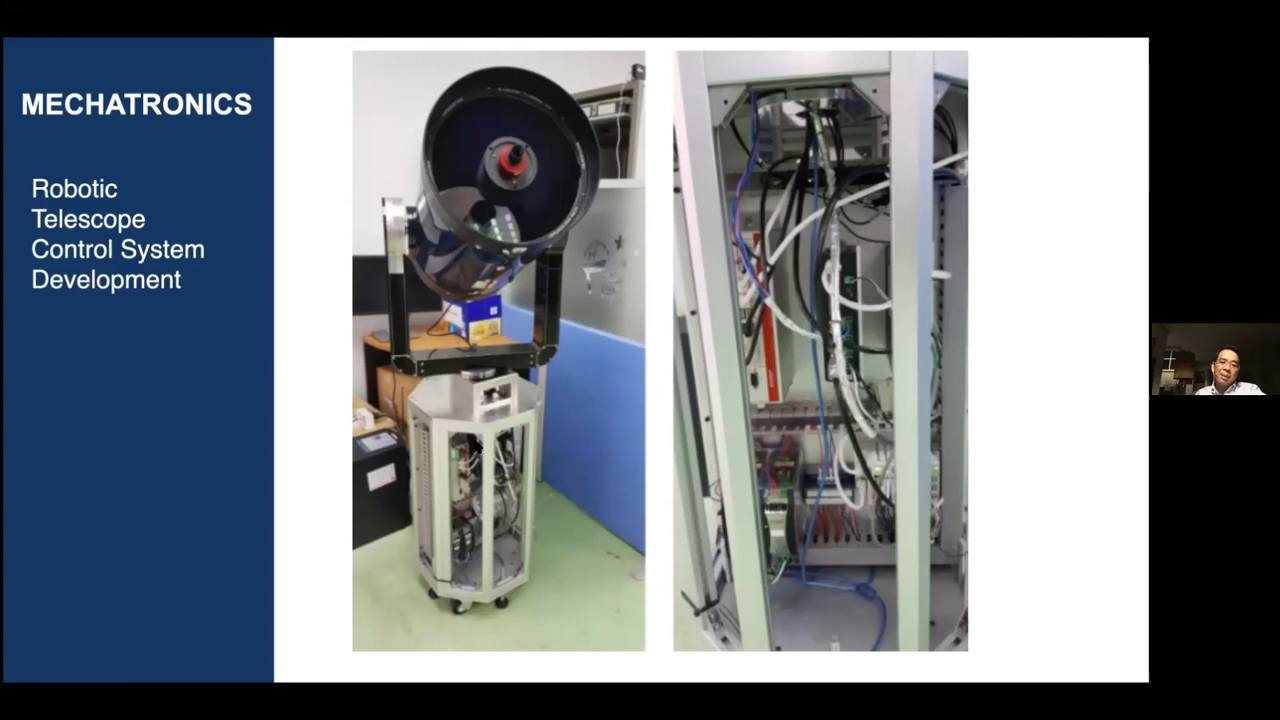 MECHATRONICS
Robotic
Telescope
Control System
Development